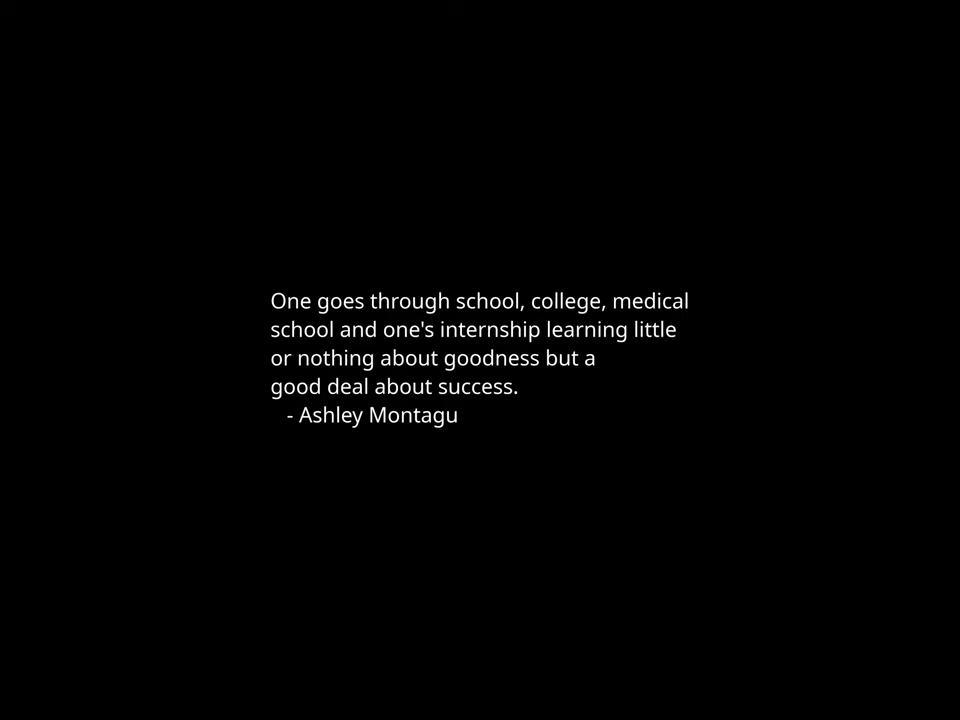 One goes through school, college, medical
school and one's internship learning little
or nothing about goodness but a
good deal about success.
- Ashley Montagu